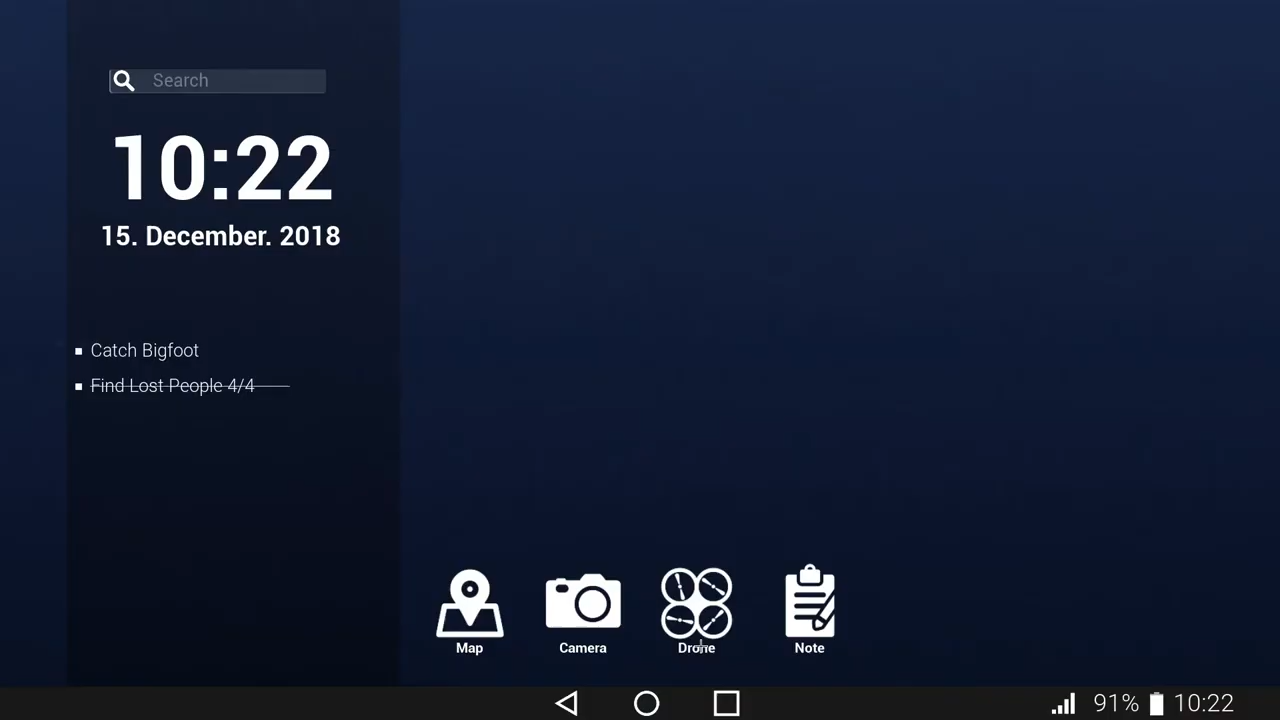 Search
10:22
15. December. 2018
Catch Bigfoot
Find Lost People 4/4
Map
Camera
Drone
Note
91% 10:22